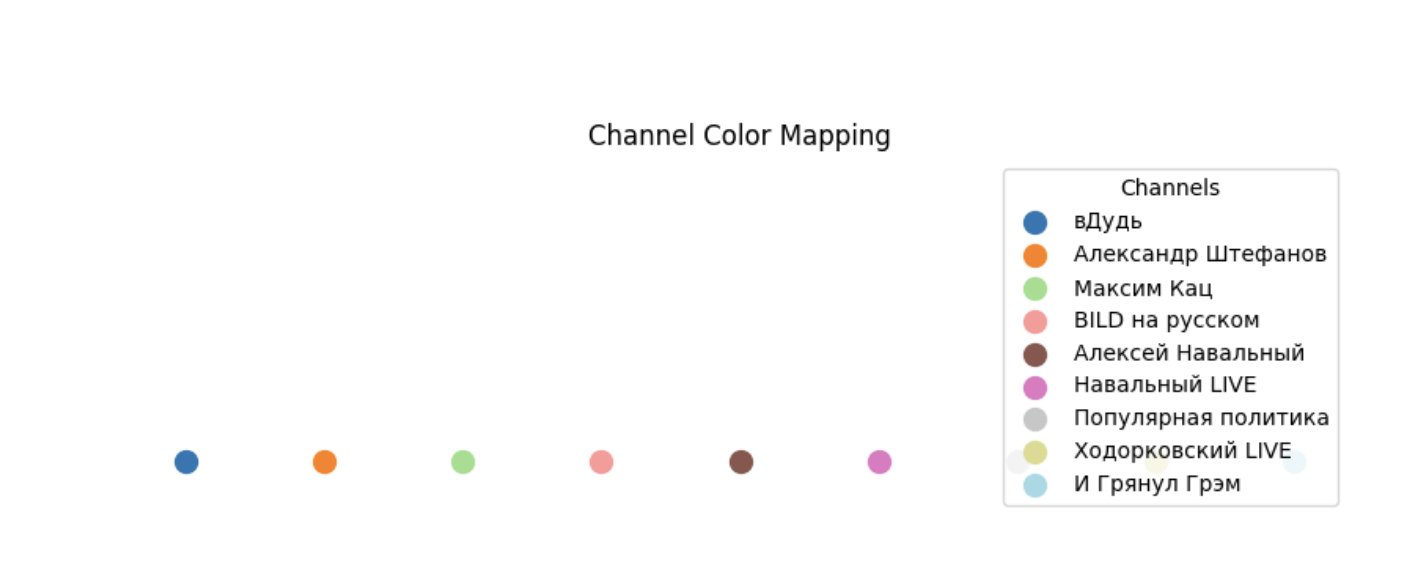 Channel Color Mapping
Channels
вДудь
Александр Штефанов
Максим Кац
BILD на русском
Алексей Навальный
Навальный LIVE
Популярная политика
Ходорковский LIVE
И Грянул Грэм